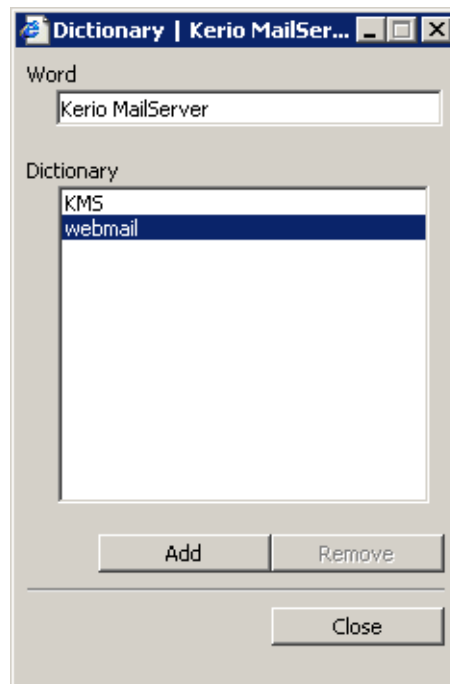 Dictionary | Kerio MailSer...
Word
Kerio MailServer
Dictionary
KMS
webmail
Add
Remove
Close